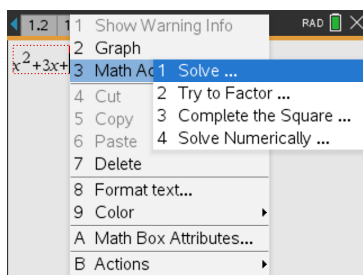 1.2 1 RAD
1 Show Warning Info
2 Graph
x²+3x+
3 Math Ac
1 Solve ...
2 Try to Factor ...
3 Complete the Square ...
4 Solve Numerically ...
4 Cut
5 Copy
6 Paste
7 Delete
8 Format text...
9 Color
A Math Box Attributes...
B Actions